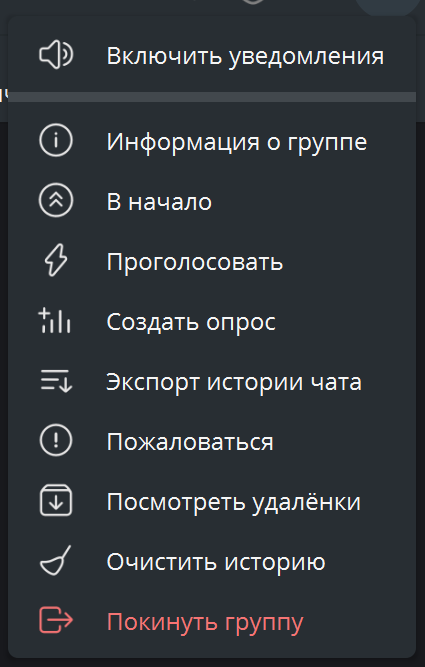 Включить уведомления
Информация о группе
В начало
Проголосовать
Создать опрос
Экспорт истории чата
Пожаловаться
Посмотреть удалёнки
Очистить историю
Покинуть группу